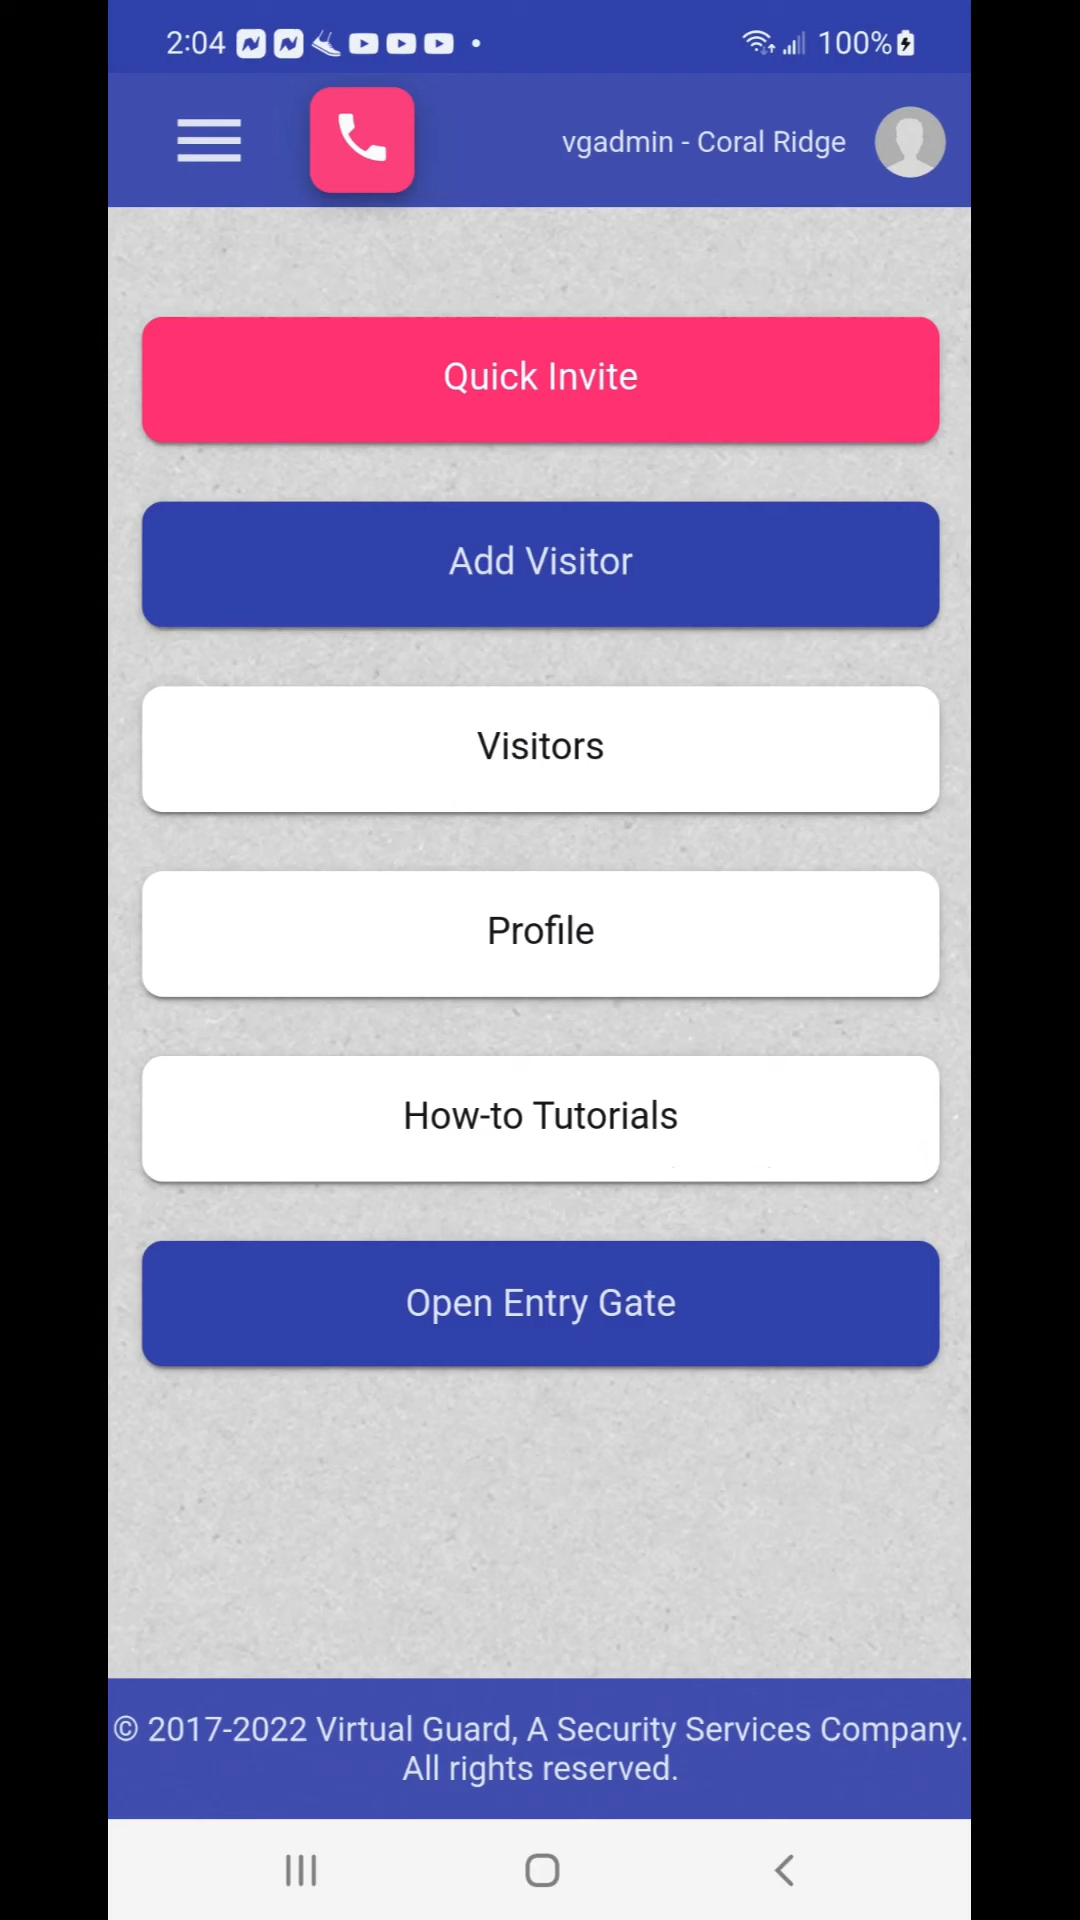 2:04
100%
vgadmin - Coral Ridge
Quick Invite
Add Visitor
Visitors
Profile
How-to Tutorials
Open Entry Gate
© 2017-2022 Virtual Guard, A Security Services Company.
All rights reserved.